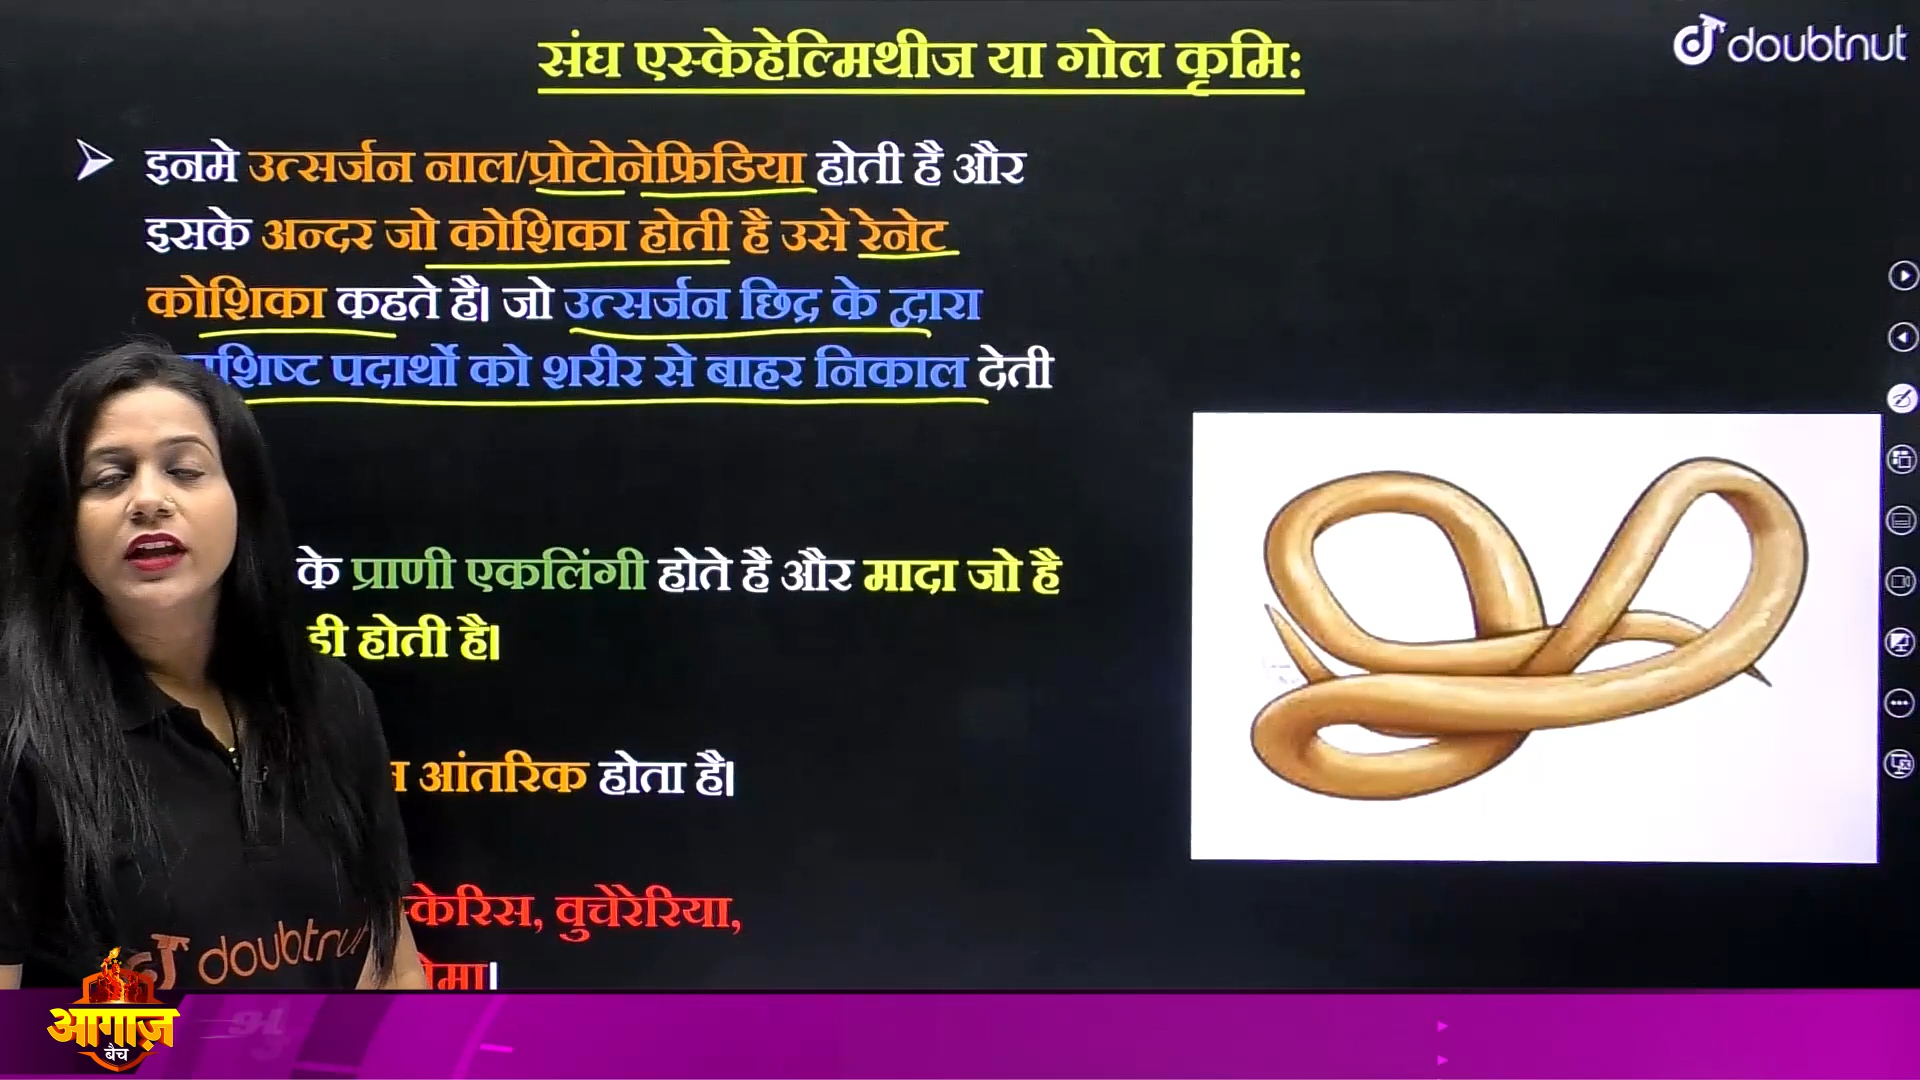 संघ एस्केहेल्मिथीज या गोल कृमि:
doubtnut
इनमे उत्सर्जन नाल/प्रोटोनेफ्रिडिया होती है और
इसके अन्दर जो कोशिका होती है उसे रेनेट
कोशिका कहते है। जो उत्सर्जन छिद्र के द्वारा
पदार्थो को शरीर से बाहर निकाल देती
के प्राणी एकलिंगी होते है और मादा जो है
होती है।
आंतरिक होता है।
वुचेरेरिया,
doubtnut
आगाज़
बैच